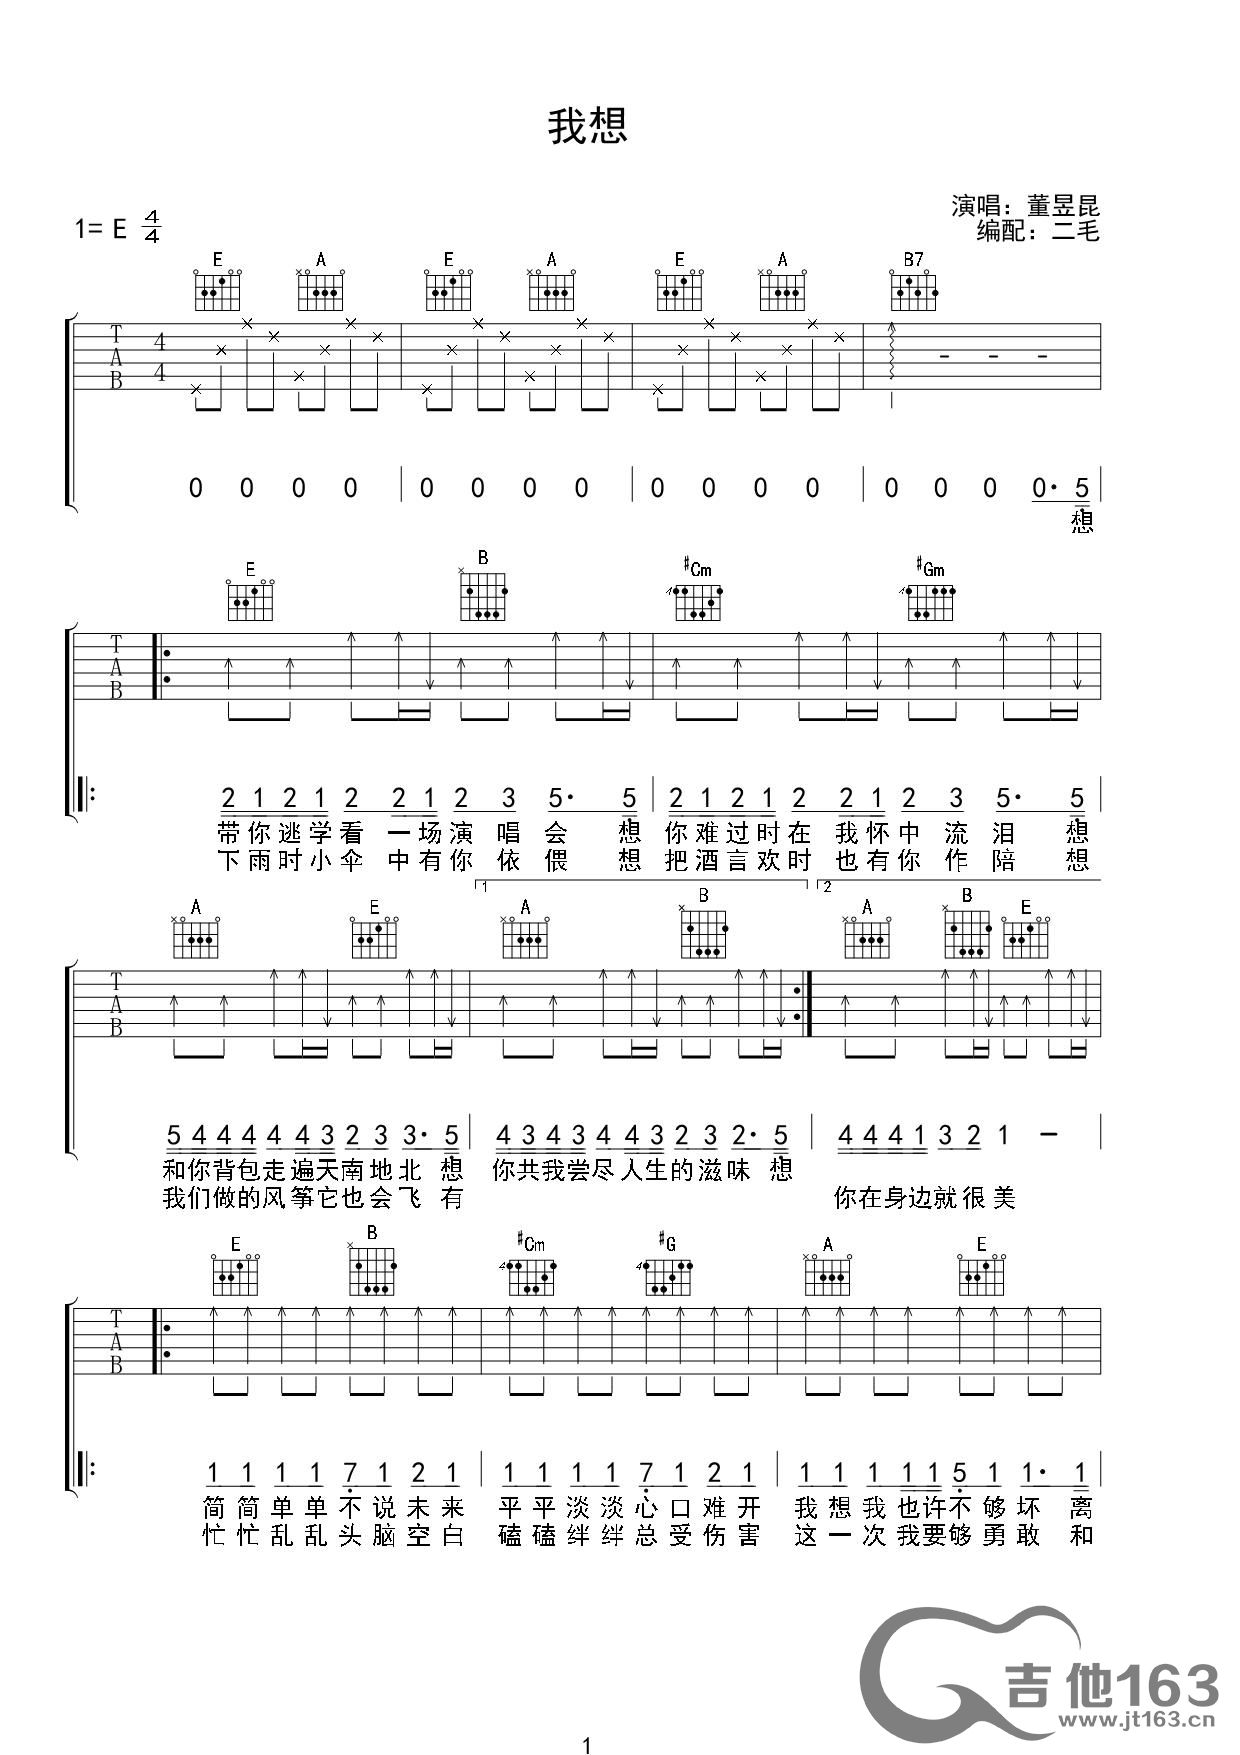 我想
演唱：董昱昆
1= E 4/4
编配：二毛
E A E A E A B7
T
A
B
4
4
0 0 0 0 0 0 0 0 0 0 0 0 0 0 0 0· 5
想
E B #Cm #Gm
4 4
T
A
B
2 1 2 1 2 2 1 2 3 5· 5 2 1 2 1 2 2 1 2 3 5· 5
带你逃学看一场演唱会 想你难过时在我怀中流泪 想
下雨时小伞中有你依偎 想把酒言欢时也有你作陪 想
1 2
A E A B A B E
T
A
B
5 4 4 4 4 4 3 2 3 3· 5 4 3 4 3 4 4 3 2 3 2· 5 4 4 4 1 3 2 1 —
和你背包走遍天南地北 想 你共我尝尽人生的滋味 想
我们做的风筝它也会飞 有 你在身边就很美
E B #Cm #G A E
4 4
T
A
B
1 1 1 1 7 1 2 1 1 1 1 1 7 1 2 1 1 1 1 1 1 5 1 1· 1
简简单单不说未来 平平淡淡心口难开 我想我也许不够坏 离
忙忙乱乱头脑空白 磕磕绊绊总受伤害 这一次我要够勇敢 和
吉他163
www.jt163.cn
1